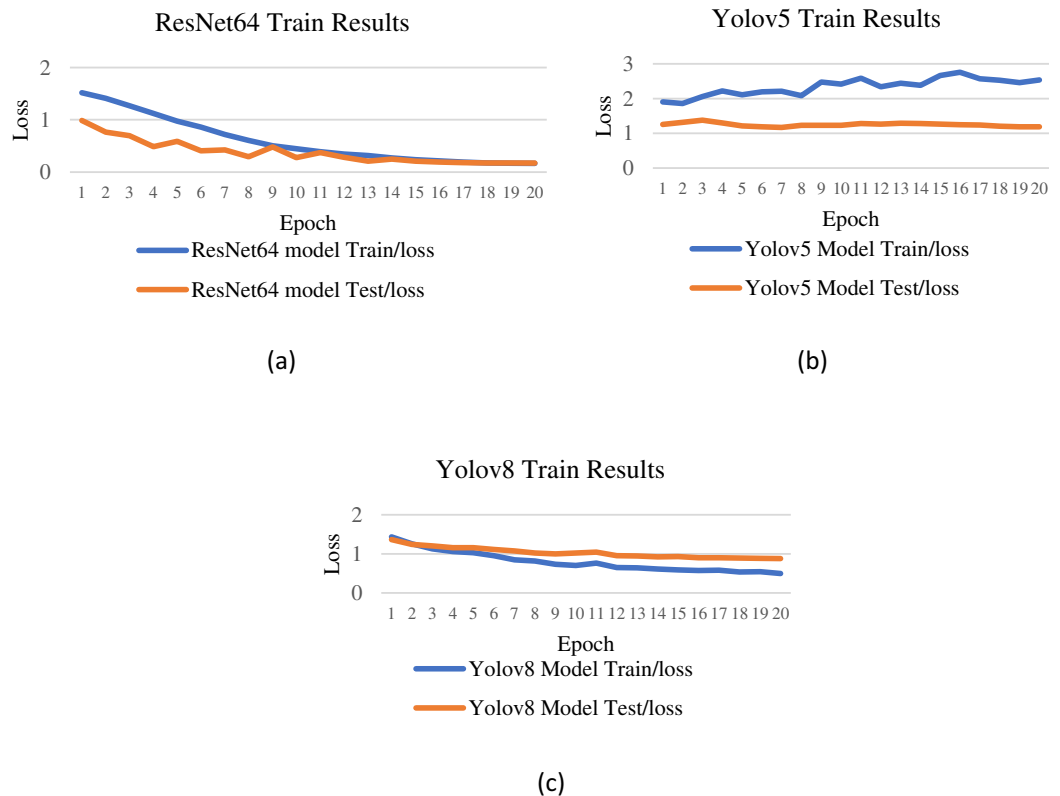 ResNet64 Train Results
2
1
0
Loss
1 2 3 4 5 6 7 8 9 10 11 12 13 14 15 16 17 18 19 20
Epoch
ResNet64 model Train/loss
ResNet64 model Test/loss
(a)
Yolov5 Train Results
3
2
1
0
Loss
1 2 3 4 5 6 7 8 9 10 11 12 13 14 15 16 17 18 19 20
Epoch
Yolov5 Model Train/loss
Yolov5 Model Test/loss
(b)
Yolov8 Train Results
2
1
0
Loss
1 2 3 4 5 6 7 8 9 10 11 12 13 14 15 16 17 18 19 20
Epoch
Yolov8 Model Train/loss
Yolov8 Model Test/loss
(c)